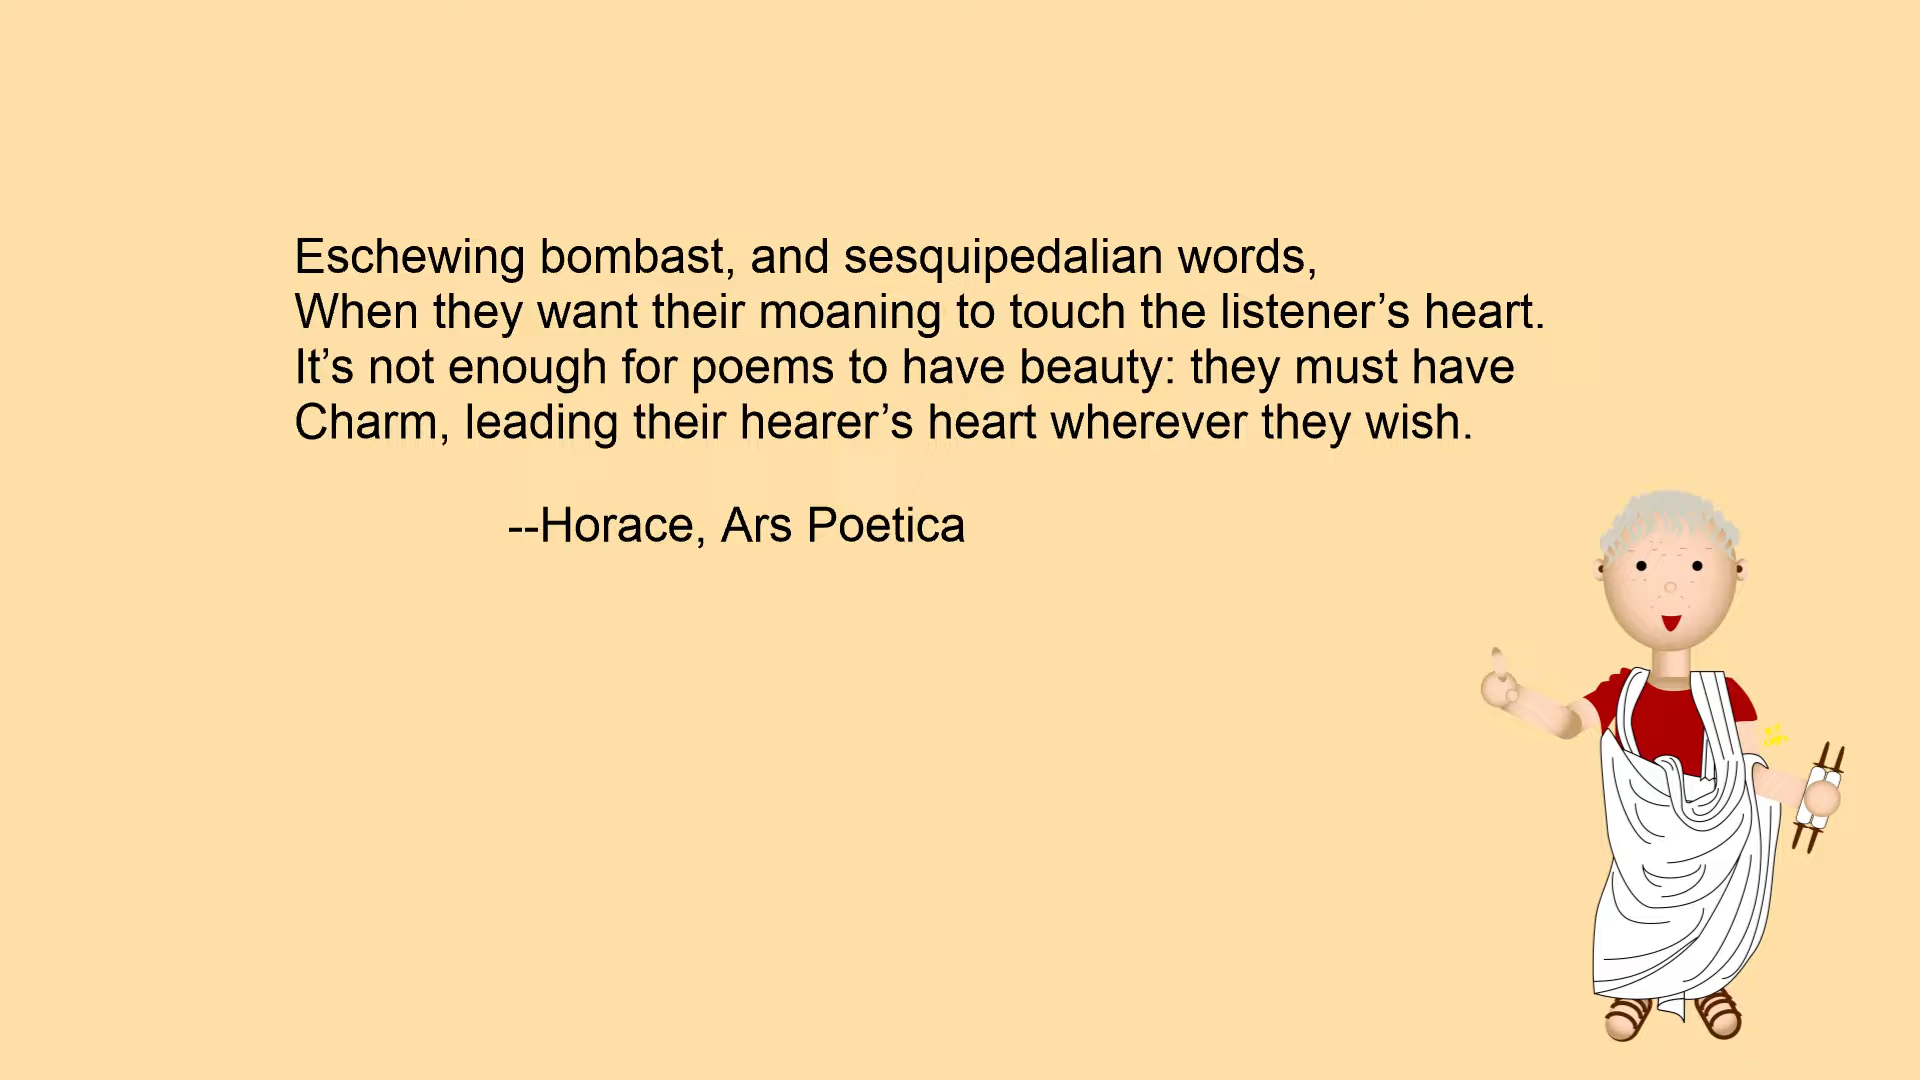 Eschewing bombast, and sesquipedalian words,
When they want their moaning to touch the listener’s heart.
It’s not enough for poems to have beauty: they must have
Charm, leading their hearer’s heart wherever they wish.
--Horace, Ars Poetica